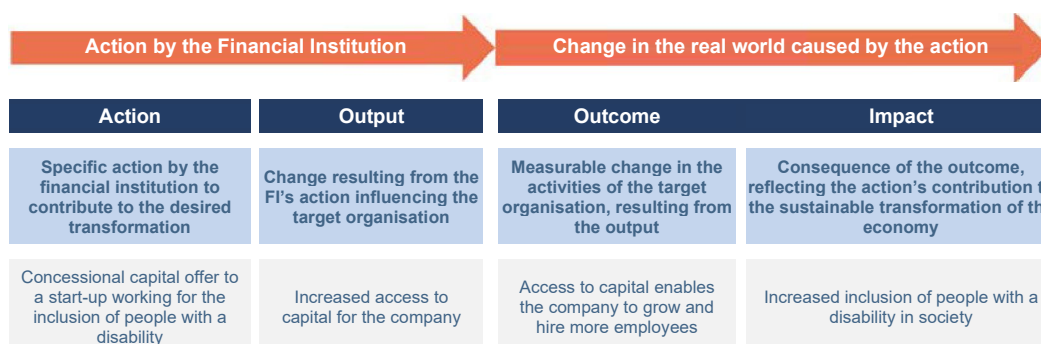 Action by the Financial Institution
Change in the real world caused by the action
Action
Output
Outcome
Impact
Specific action by the
financial institution to
contribute to the desired
transformation
Change resulting from the
FI's action influencing the
target organisation
Measurable change in the
activities of the target
organisation, resulting from
the output
Consequence of the outcome,
reflecting the action's contribution
the sustainable transformation of
economy
Concessional capital offer to
a start-up working for the
inclusion of people with a
disability
Increased access to
capital for the company
Access to capital enables
the company to grow and
hire more employees
Increased inclusion of people with a
disability in society